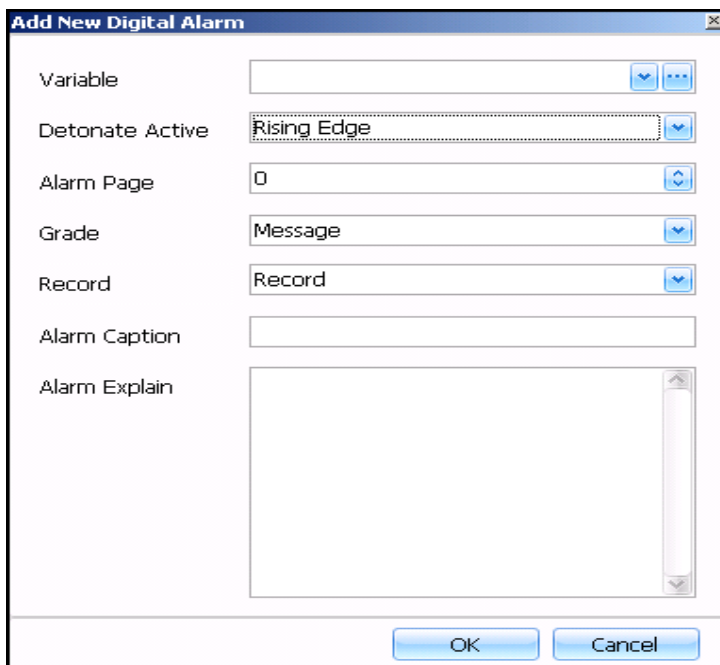 Add New Digital Alarm
Variable
Detonate Active Rising Edge
Alarm Page 0
Grade Message
Record Record
Alarm Caption
Alarm Explain
OK Cancel